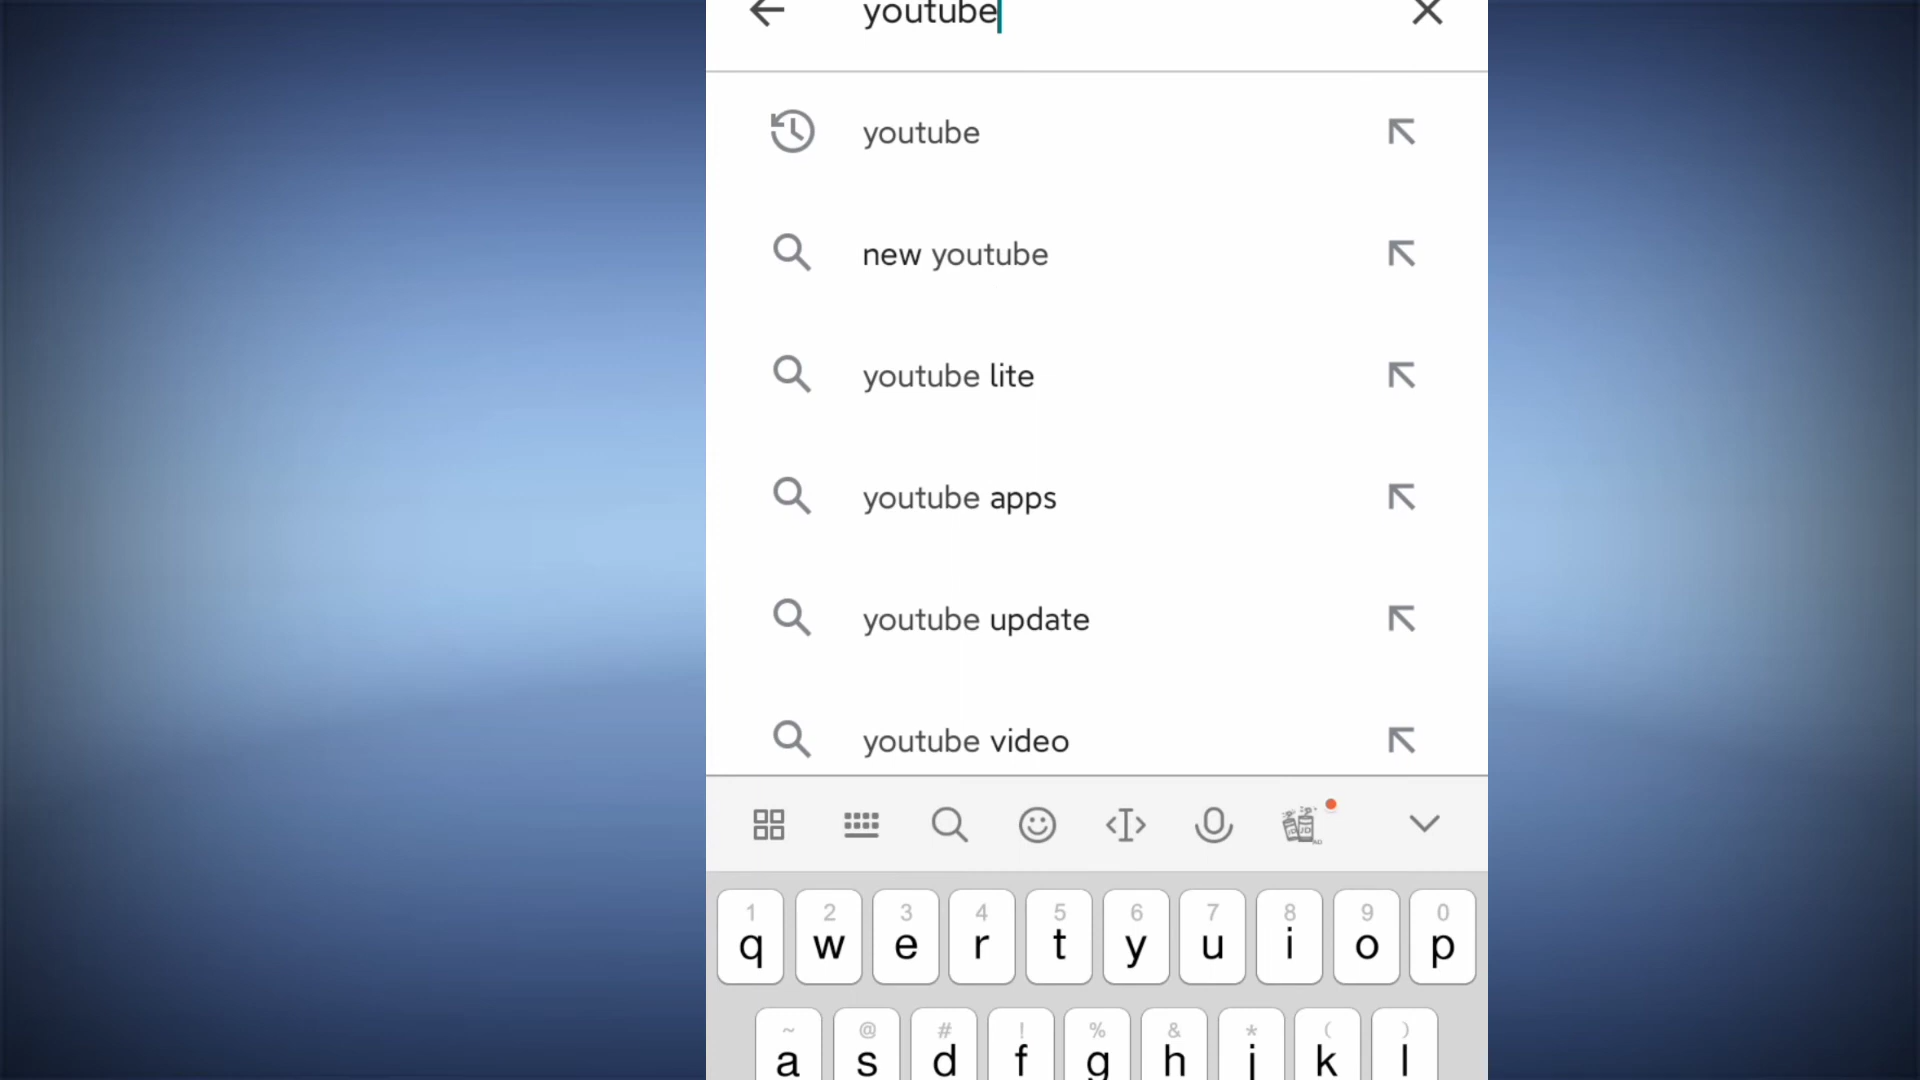 youtube
youtube
new youtube
youtube lite
youtube apps
youtube update
youtube video
1 2 3 4 5 6 7 8 9 0
q w e r t y u i o p
~ @ # ! % & * ( )
a s d f g h j k l